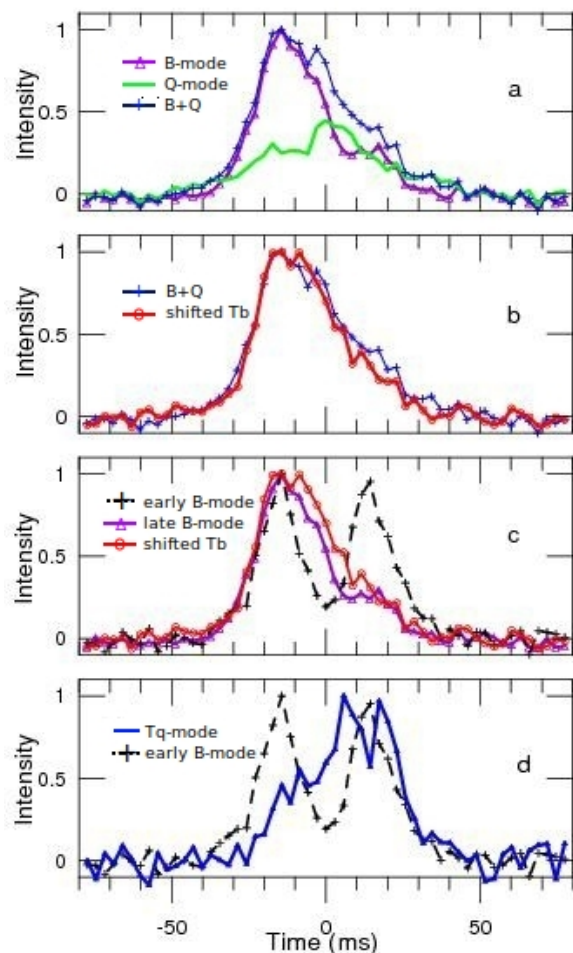 1
B-mode
Q-mode
B+Q
a
0.5
0
Intensity
1
B+Q
shifted Tb
b
0.5
0
Intensity
1
early B-mode
late B-mode
shifted Tb
c
0.5
0
Intensity
1
Tq-mode
early B-mode
d
0.5
0
Intensity
-50 0 50
Time (ms)